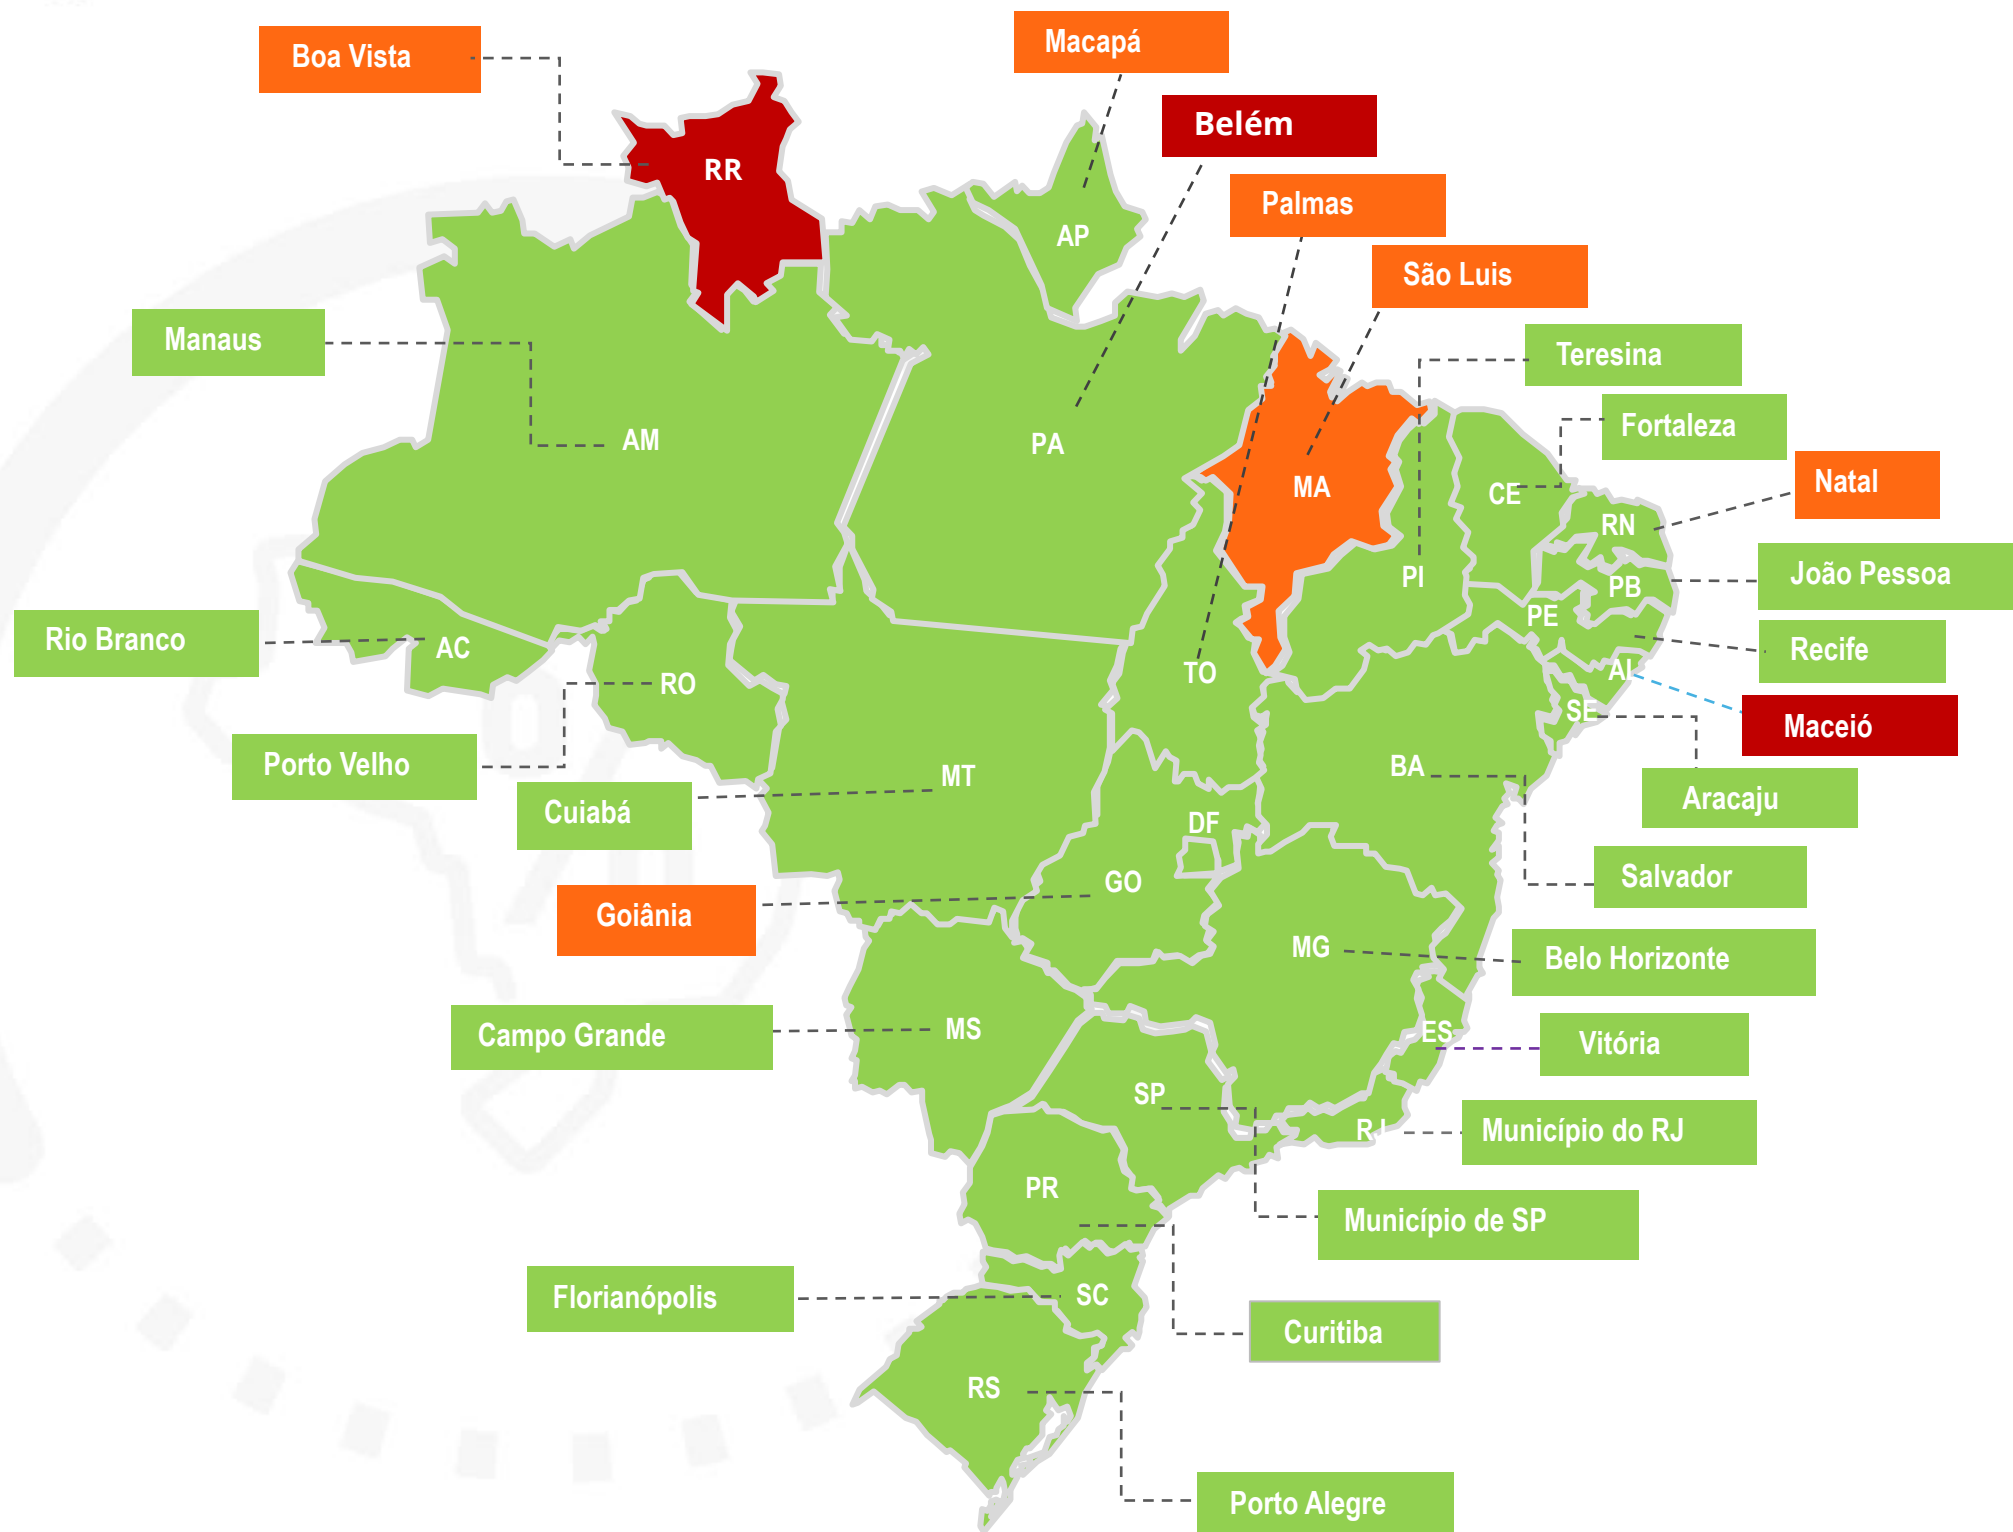 Macapá
Boa Vista
Belém
RR
Palmas
AP
São Luis
Manaus
Teresina
Fortaleza
AM
PA
Natal
MA
CE
RN
João Pessoa
PI
PB
PE
Rio Branco
AC
Recife
RO
TO
AL
SE
Maceió
Porto Velho
MT
BA
Aracaju
Cuiabá
DF
GO
Salvador
Goiânia
MG
Belo Horizonte
Campo Grande
MS
ES
Vitória
SP
RJ
Município do RJ
PR
Município de SP
Florianópolis
SC
Curitiba
RS
Porto Alegre